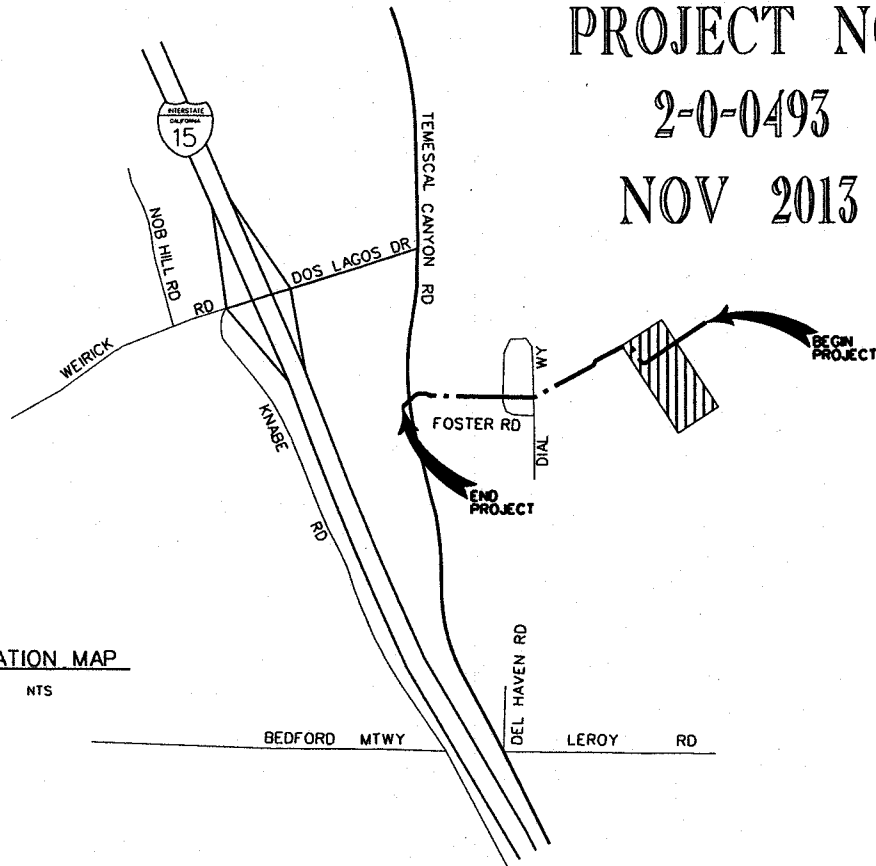 PROJECT NO
2-0-0493
NOV 2013
INTERSTATE
CALIFORNIA
15
TEMESCAL CANYON RD
NOB HILL RD
DOS LAGOS DR
WEIRICK RD
BEGIN
PROJECT
KNABE RD
FOSTER RD
DIAL WY
END
PROJECT
ATION MAP
NTS
DEL HAVEN RD
BEDFORD MTWY
LEROY RD